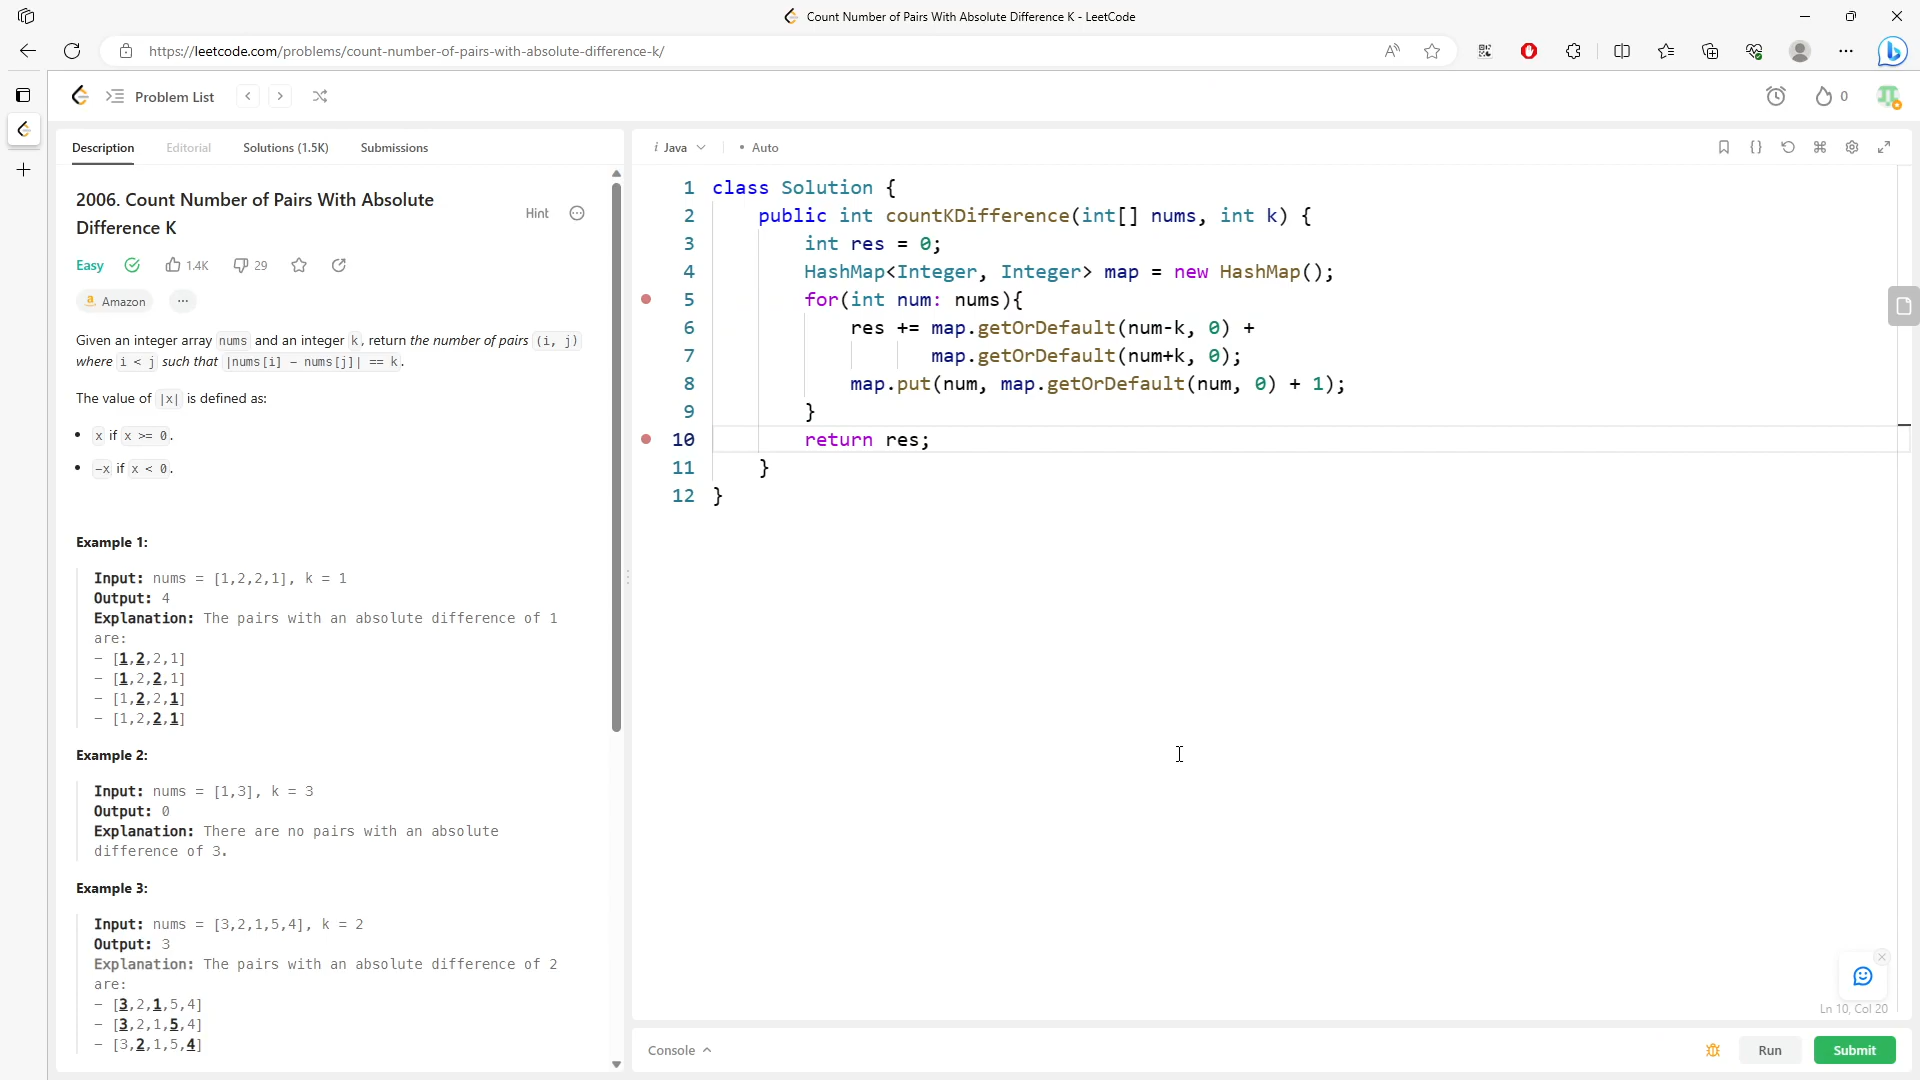 Count Number of Pairs With Absolute Difference K - LeetCode
https://leetcode.com/problems/count-number-of-pairs-with-absolute-difference-k/
Problem List
0
Description Editorial Solutions (1.5K) Submissions
2006. Count Number of Pairs With Absolute
Difference K
Hint
Easy 1.4K 29
Amazon ...
Given an integer array nums and an integer k, return the number of pairs (i, j)
where i < j such that |nums[i] - nums[j]| == k.
The value of |x| is defined as:
• x if x >= 0.
• -x if x < 0.
Example 1:
Input: nums = [1,2,2,1], k = 1
Output: 4
Explanation: The pairs with an absolute difference of 1
are:
- [1,2,2,1]
- [1,2,2,1]
- [1,2,2,1]
- [1,2,2,1]
Example 2:
Input: nums = [1,3], k = 3
Output: 0
Explanation: There are no pairs with an absolute
difference of 3.
Example 3:
Input: nums = [3,2,1,5,4], k = 2
Output: 3
Explanation: The pairs with an absolute difference of 2
are:
- [3,2,1,5,4]
- [3,2,1,5,4]
- [3,2,1,5,4]
i Java • Auto
1 class Solution {
2 public int countKDifference(int[] nums, int k) {
3 int res = 0;
4 HashMap<Integer, Integer> map = new HashMap();
5 for(int num: nums){
6 res += map.getOrDefault(num-k, 0) +
7 map.getOrDefault(num+k, 0);
8 map.put(num, map.getOrDefault(num, 0) + 1);
9 }
10 return res;
11 }
12 }
Ln 10, Col 20
Console Run Submit